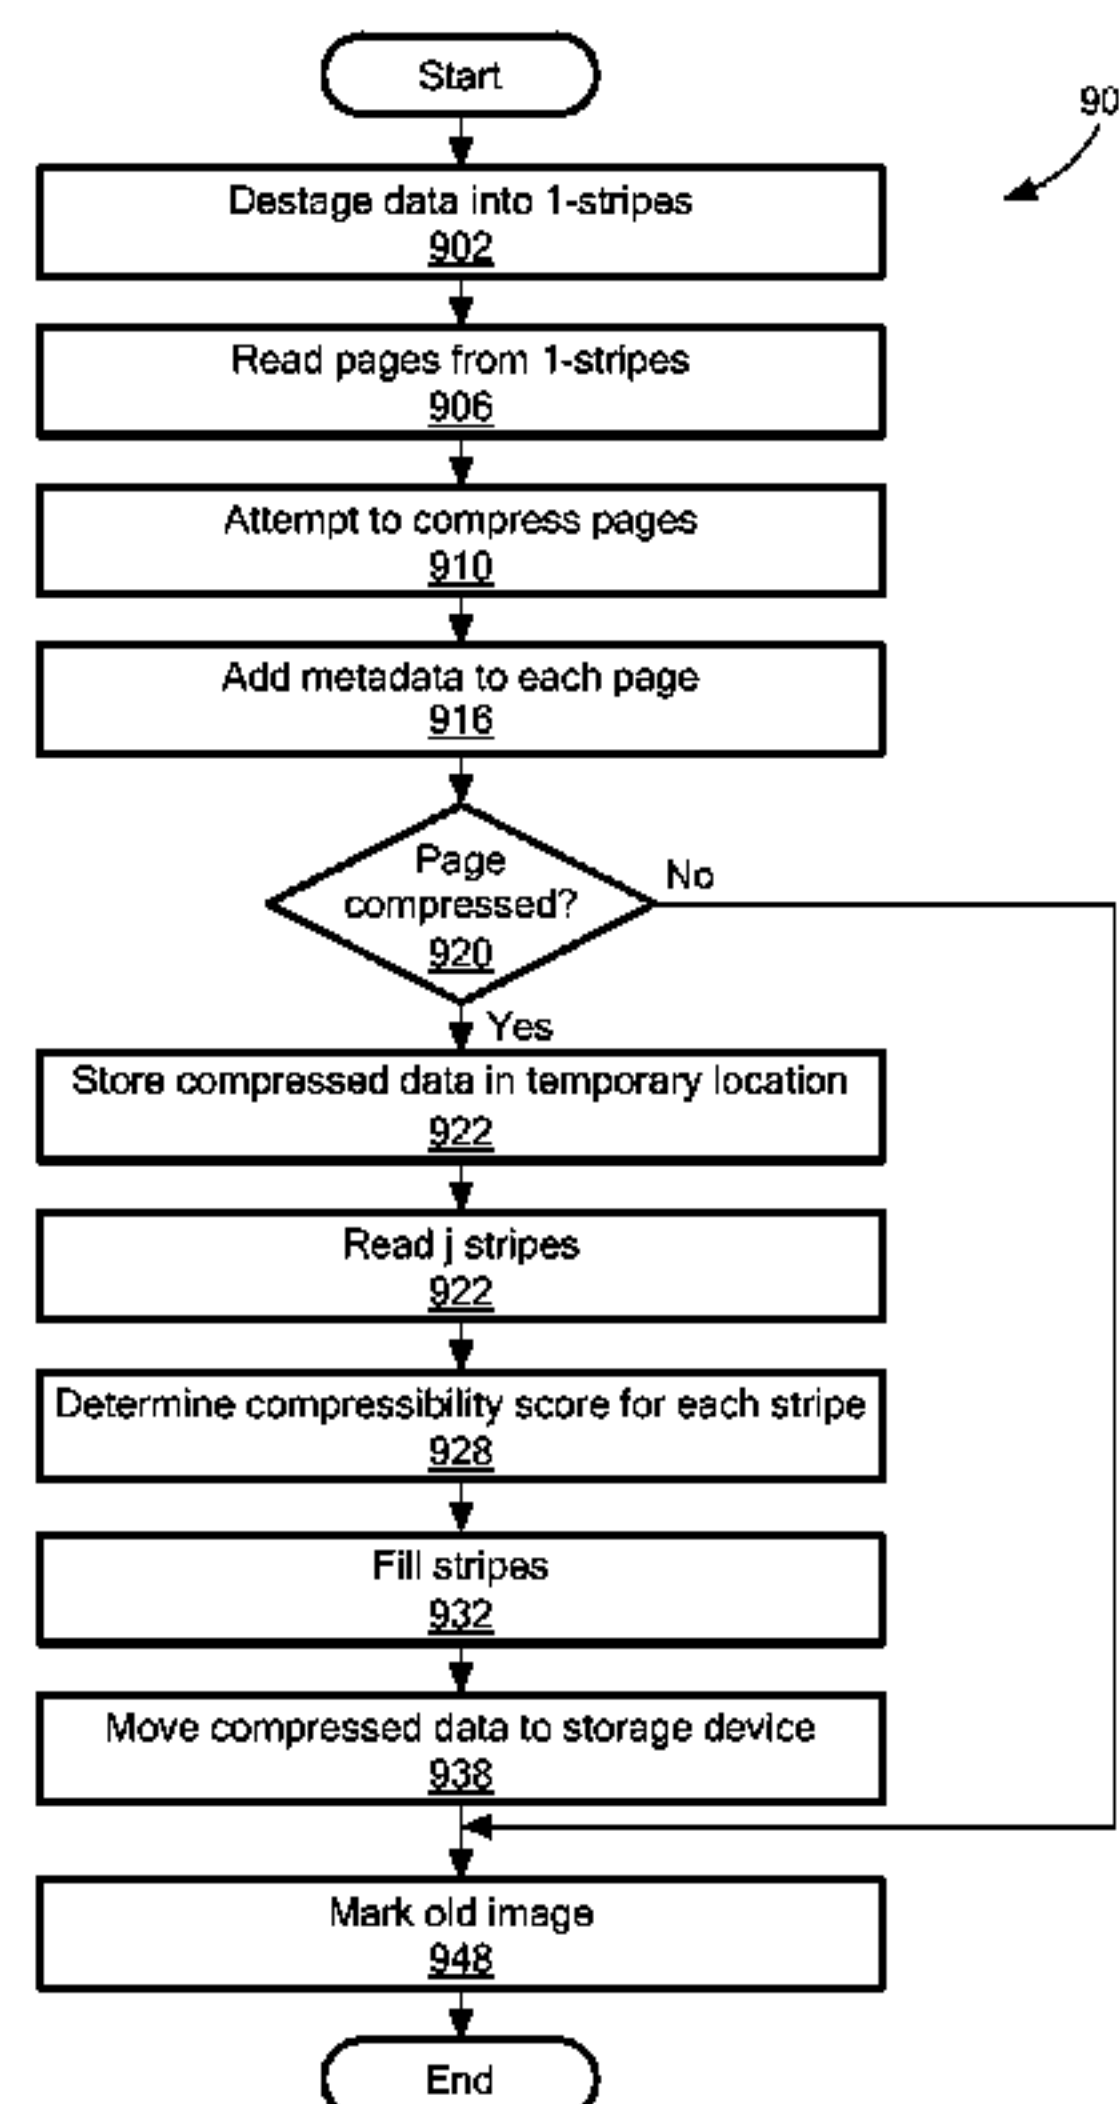 Start
90
Destage data into 1-stripes
902
Read pages from 1-stripes
906
Attempt to compress pages
910
Add metadata to each page
916
Page
compressed?
920
No
Yes
Store compressed data in temporary location
922
Read j stripes
922
Determine compressibility score for each stripe
928
Fill stripes
932
Move compressed data to storage device
938
Mark old image
948
End